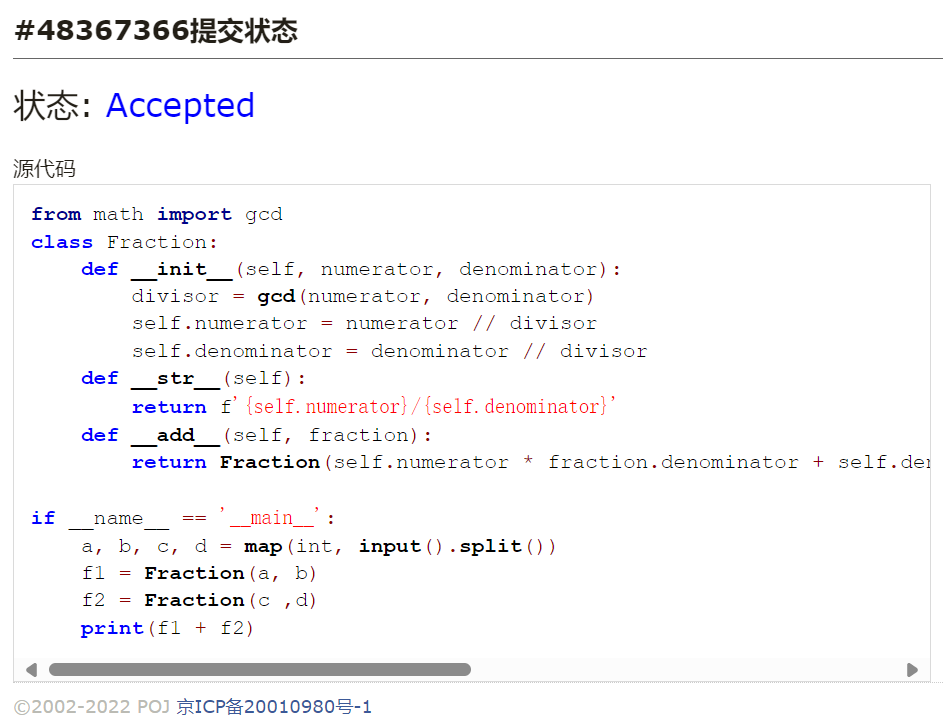 #48367366提交状态
状态: Accepted
源代码
from math import gcd
class Fraction:
    def __init__(self, numerator, denominator):
        divisor = gcd(numerator, denominator)
        self.numerator = numerator // divisor
        self.denominator = denominator // divisor
    def __str__(self):
        return f'{self.numerator}/{self.denominator}'
    def __add__(self, fraction):
        return Fraction(self.numerator * fraction.denominator + self.
if __name__ == '__main__':
    a, b, c, d = map(int, input().split())
    f1 = Fraction(a, b)
    f2 = Fraction(c ,d)
    print(f1 + f2)
©2002-2022 POJ 京ICP备20010980号-1